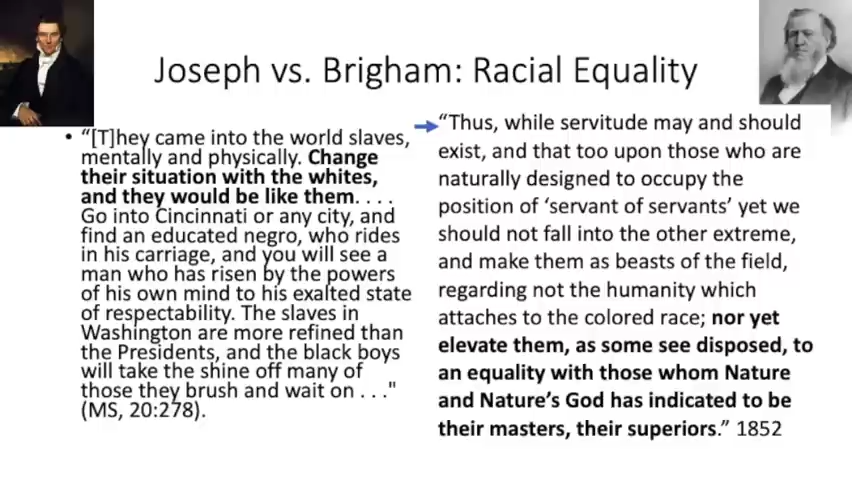 Joseph vs. Brigham: Racial Equality
• “[T]hey came into the world slaves,
mentally and physically. Change
their situation with the whites,
and they would be like them. . . .
Go into Cincinnati or any city, and
find an educated negro, who rides
in his carriage, and you will see a
man who has risen by the powers
of his own mind to his exalted state
of respectability. The slaves in
Washington are more refined than
the Presidents, and the black boys
will take the shine off many of
those they brush and wait on . . ."
(MS, 20:278).
“Thus, while servitude may and should
exist, and that too upon those who are
naturally designed to occupy the
position of ‘servant of servants’ yet we
should not fall into the other extreme,
and make them as beasts of the field,
regarding not the humanity which
attaches to the colored race; nor yet
elevate them, as some see disposed, to
an equality with those whom Nature
and Nature’s God has indicated to be
their masters, their superiors.” 1852